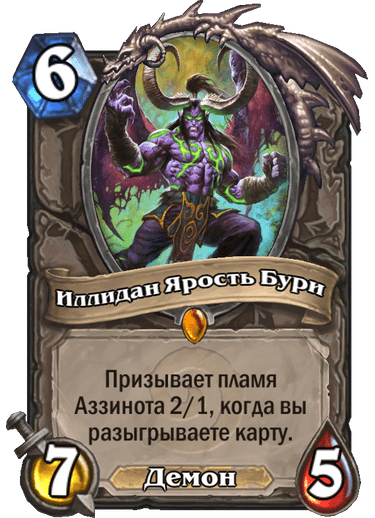 6
Иллидан Ярость Бури
Призывает пламя
Аззинота 2/1, когда вы
разыгрываете карту.
7
Демон
5